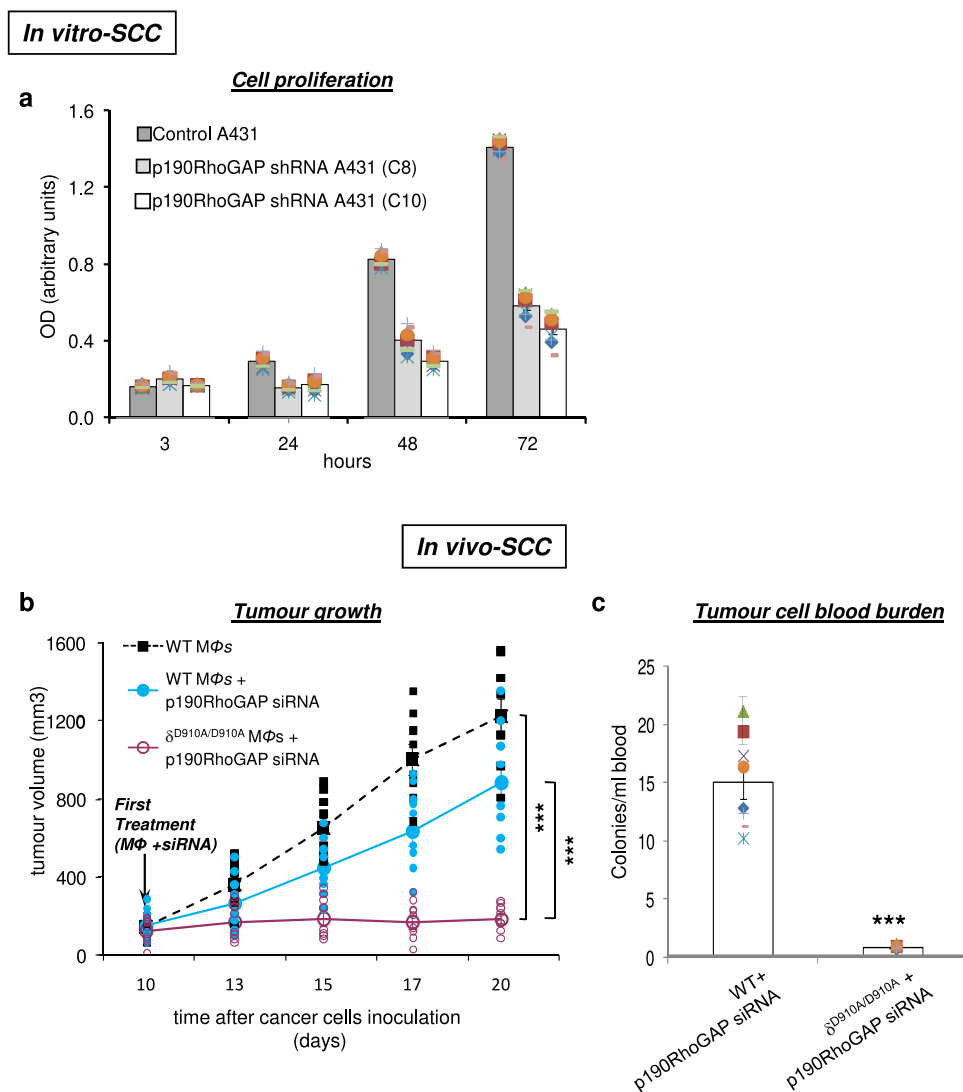 In vitro-SCC
a
Cell proliferation
1.6
1.2
0.8
0.4
0.0
OD (arbitrary units)
Control A431
p190RhoGAP shRNA A431 (C8)
p190RhoGAP shRNA A431 (C10)
3 24 48 72
hours
In vivo-SCC
b
Tumour growth
1600
1200
800
400
0
tumour volume (mm3)
WT MΦs
WT MΦs +
p190RhoGAP siRNA
δD910A/D910A MΦs +
p190RhoGAP siRNA
First
Treatment
(MΦ +siRNA)
***
***
10 13 15 17 20
time after cancer cells inoculation
(days)
c
Tumour cell blood burden
25
20
15
10
5
0
Colonies/ml blood
***
WT+
p190RhoGAP siRNA
δD910A/D910A +
p190RhoGAP siRNA